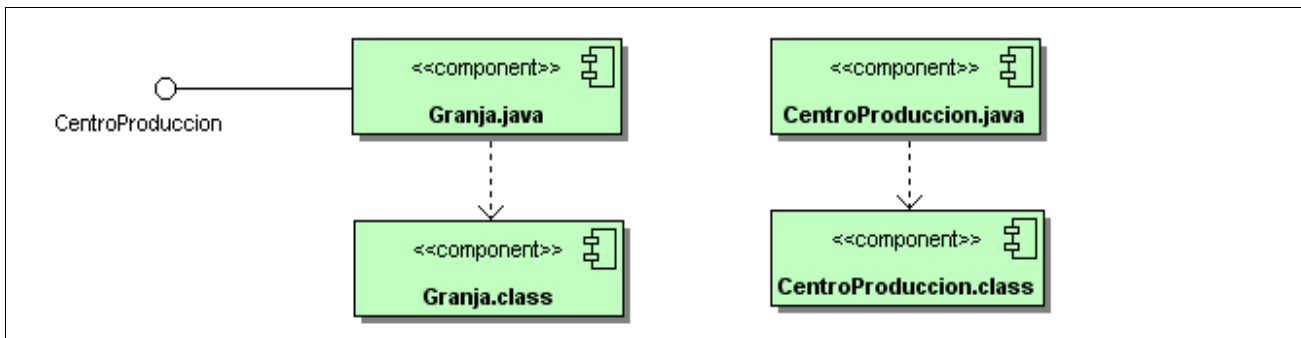 <<component>>
Granja.java
CentroProduccion
<<component>>
CentroProduccion.java
<<component>>
Granja.class
<<component>>
CentroProduccion.class